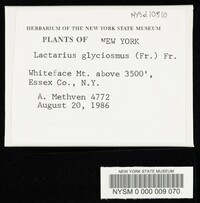 NYSd10510
HERBARIUM OF THE NEW YORK STATE MUSEUM
PLANTS OF NEW YORK
Lactarius glyciosmus (Fr.) Fr.
Whiteface Mt. above 3500',
Essex Co., N.Y.
A. Methven 4772
August 20, 1986
NEW YORK STATE MUSEUM
NYSM 0 000 009 070